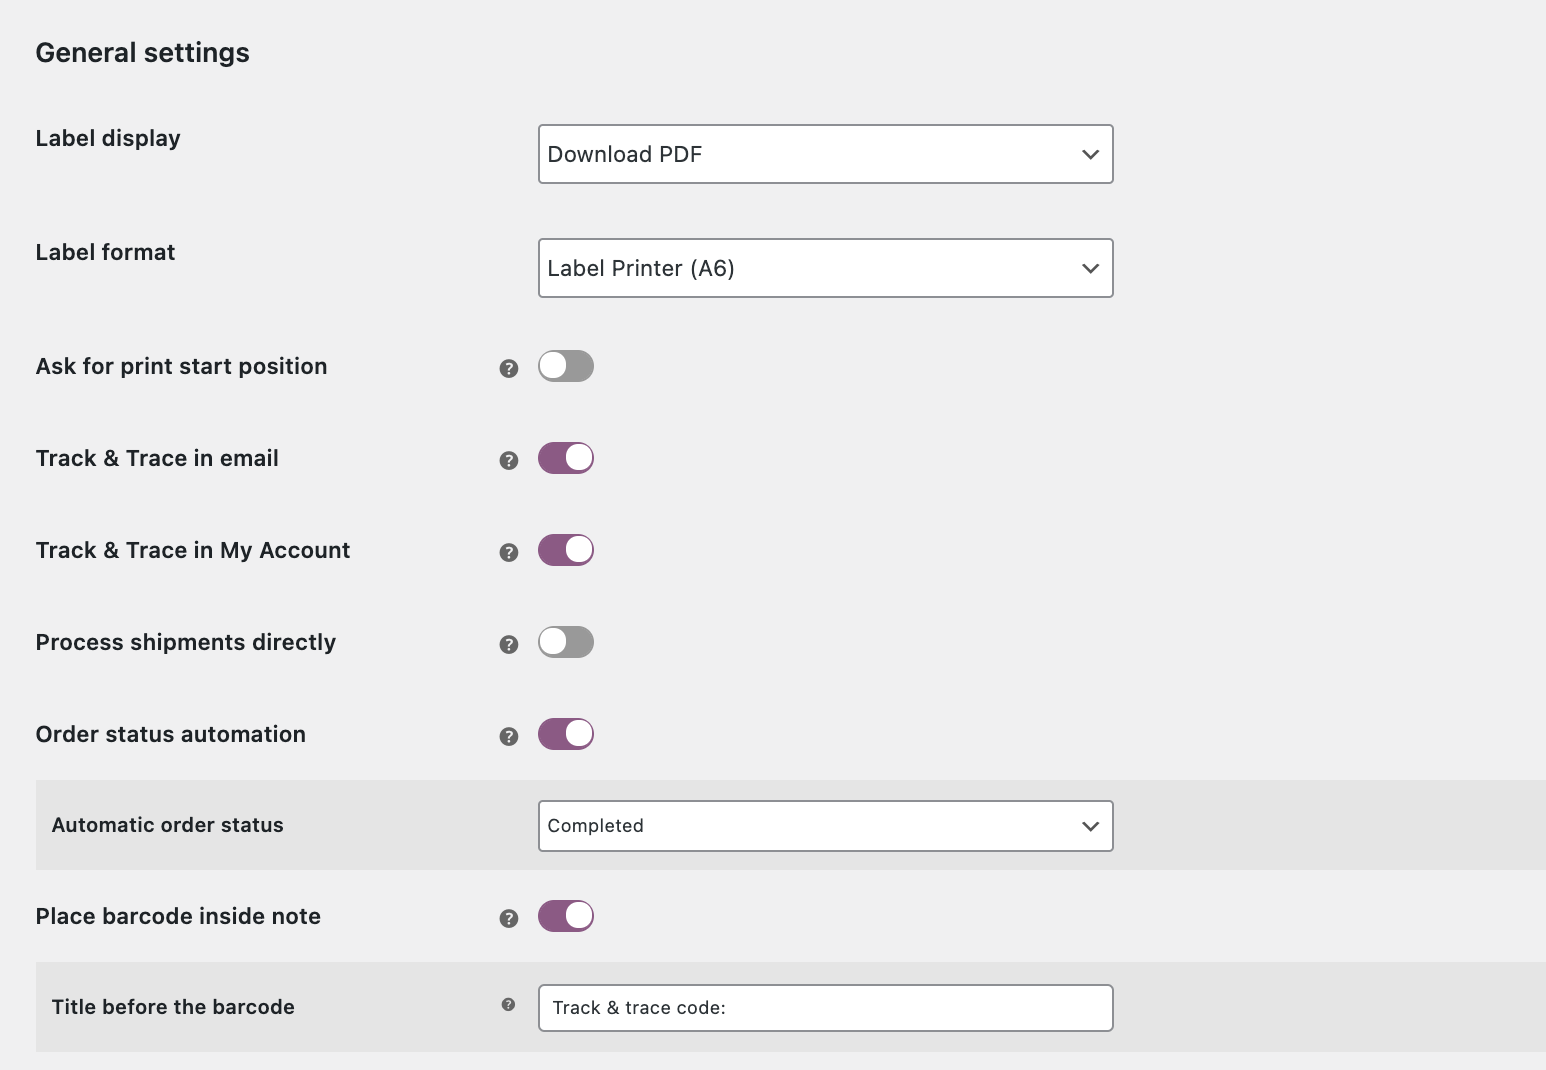 General settings
Label display
Download PDF
Label format
Label Printer (A6)
Ask for print start position
?
Track & Trace in email
?
Track & Trace in My Account
?
Process shipments directly
?
Order status automation
?
Automatic order status
Completed
Place barcode inside note
?
Title before the barcode
?
Track & trace code: